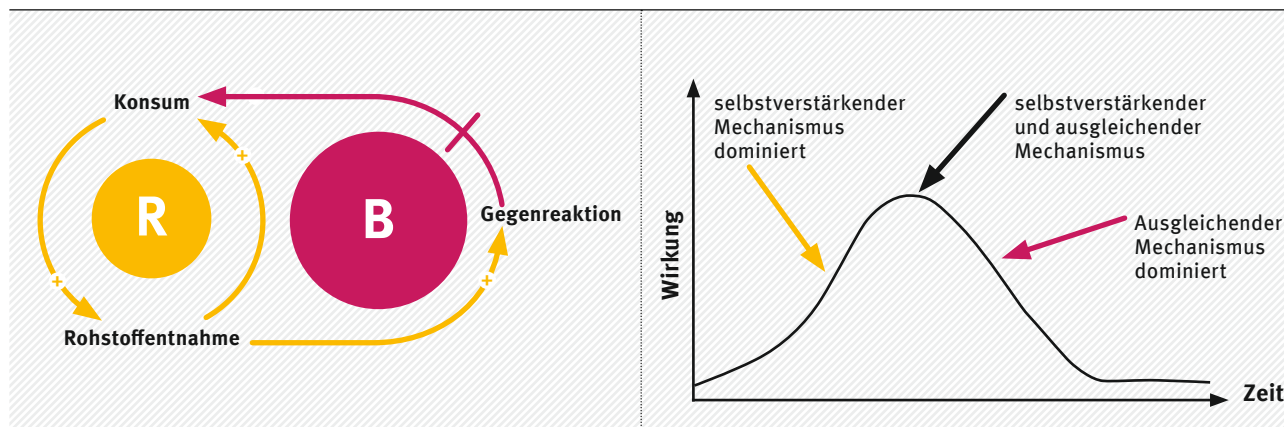 Konsum
+
R
B
Gegenreaktion
+
+
Rohstoffentnahme
Wirkung
selbstverstärkender
Mechanismus
dominiert
selbstverstärkender
und ausgleichender
Mechanismus
Ausgleichender
Mechanismus
dominiert
Zeit